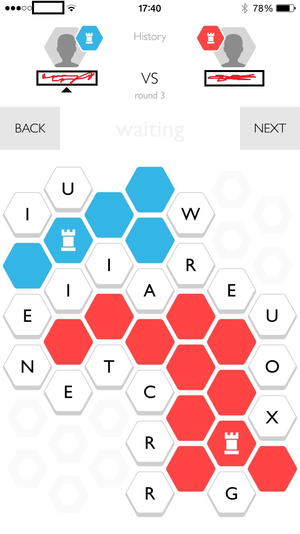 17:40
78%
History
VS
round 3
BACK
waiting
NEXT
U
I
W
I
R
I
A
E
E
U
N
T
O
E
C
X
R
R
G